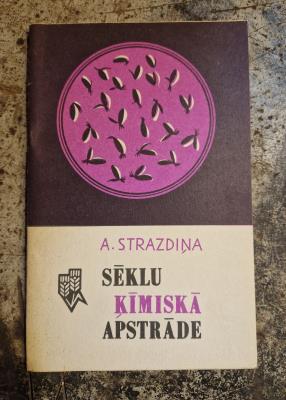 A. STRAZDIŅA
SĒKLU
ĶĪMISKĀ
APSTRĀDE